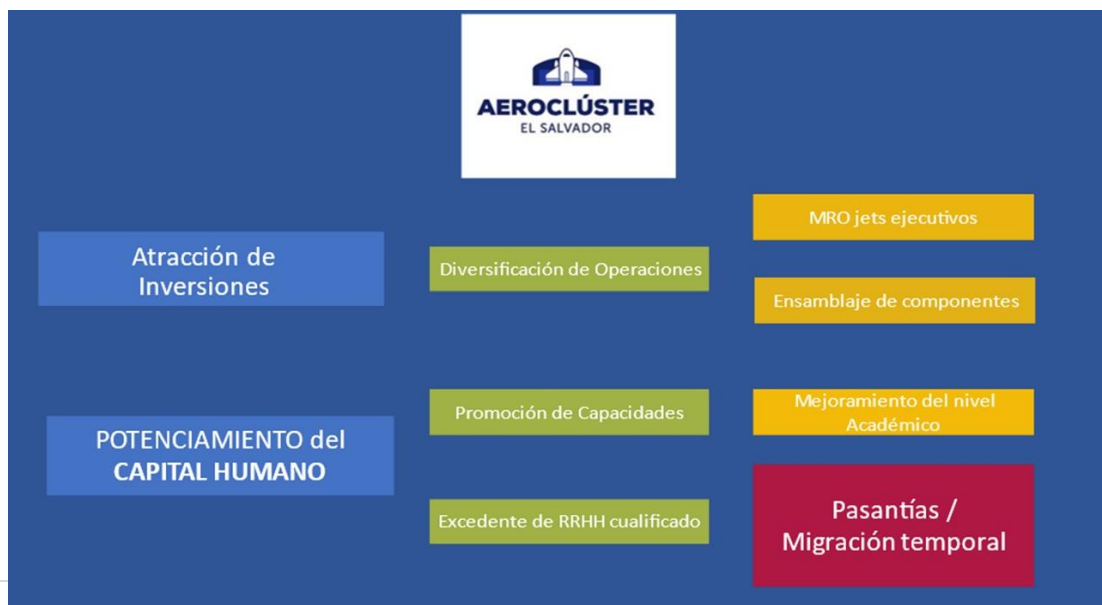 AEROCLÚSTER
EL SALVADOR
Atracción de
Inversiones
Diversificación de Operaciones
MRO jets ejecutivos
Ensamblaje de componentes
POTENCIAMIENTO del
CAPITAL HUMANO
Promoción de Capacidades
Mejoramiento del nivel
Académico
Excedente de RRHH cualificado
Pasantías /
Migración temporal